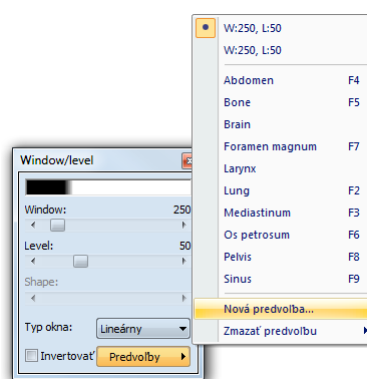 W:250, L:50
W:250, L:50
Abdomen F4
Bone F5
Brain
Foramen magnum F7
Larynx
Lung F2
Mediastinum F3
Os petrosum F6
Pelvis F8
Sinus F9
Nová predvoľba...
Zmazať predvoľbu
Window/level
Window: 250
Level: 50
Shape:
Typ okna: Lineárny
Invertovať Predvoľby